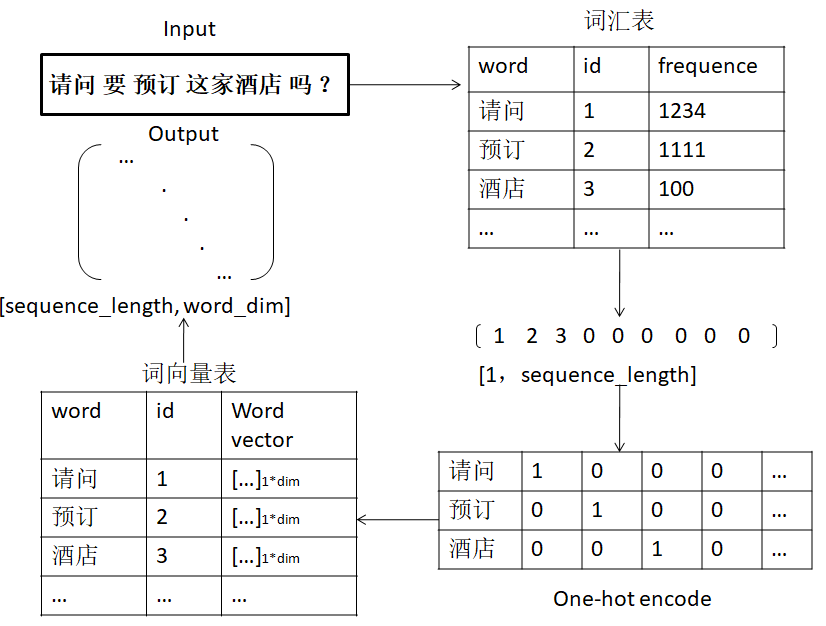 Input
请问 要 预订 这家酒店 吗 ？
词汇表
word id frequence
请问 1 1234
预订 2 1111
酒店 3 100
... ... ...
( 1 2 3 0 0 0 0 0 0 )
[1，sequence_length]
请问 1 0 0 0 ...
预订 0 1 0 0 ...
酒店 0 0 1 0 ...
One-hot encode
词向量表
word id Word
vector
请问 1 [...]1*dim
预订 2 [...]1*dim
酒店 3 [...]1*dim
... ... ...
Output
...
.
.
.
...
[sequence_length,word_dim]